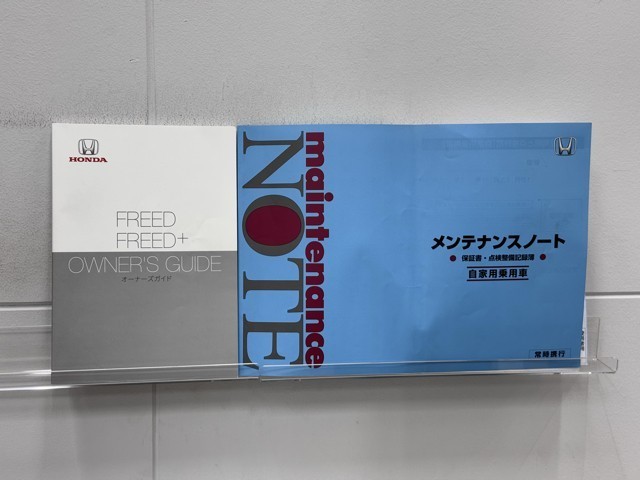 HONDA
FREED
FREED+
OWNER'S GUIDE
オーナーズガイド
maintenance
NOTE
メンテナンスノート
保証書・点検整備記録簿
自家用乗用車
常時携行